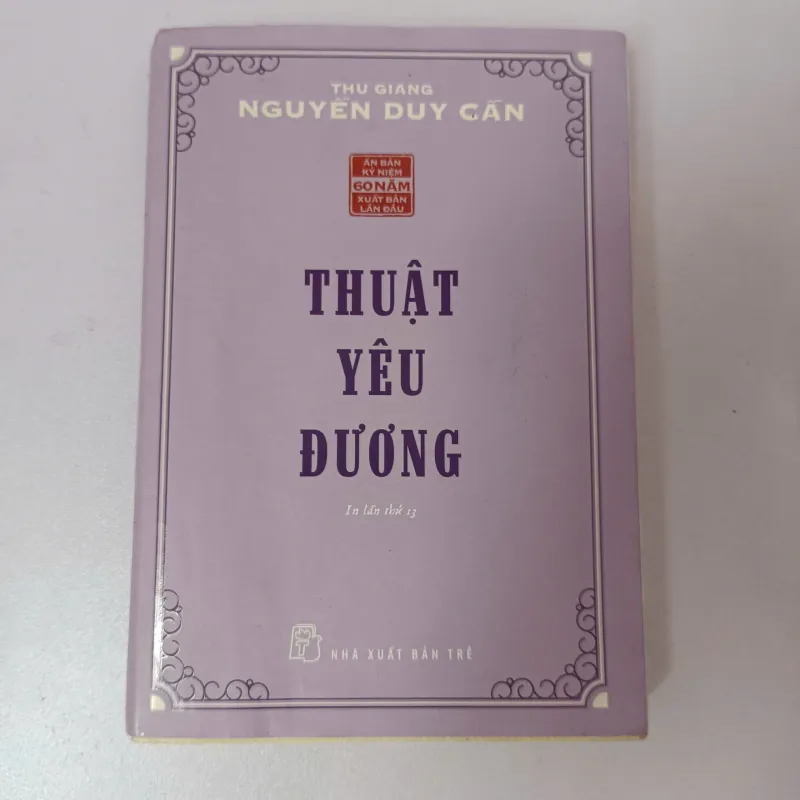 THU GIANG
NGUYỄN DUY CẦN
ẤN BẢN
KỶ NIỆM
60 NĂM
XUẤT BẢN
LẦN ĐẦU
THUẬT
YÊU
ĐƯƠNG
In lần thứ 13
NHÀ XUẤT BẢN TRẺ